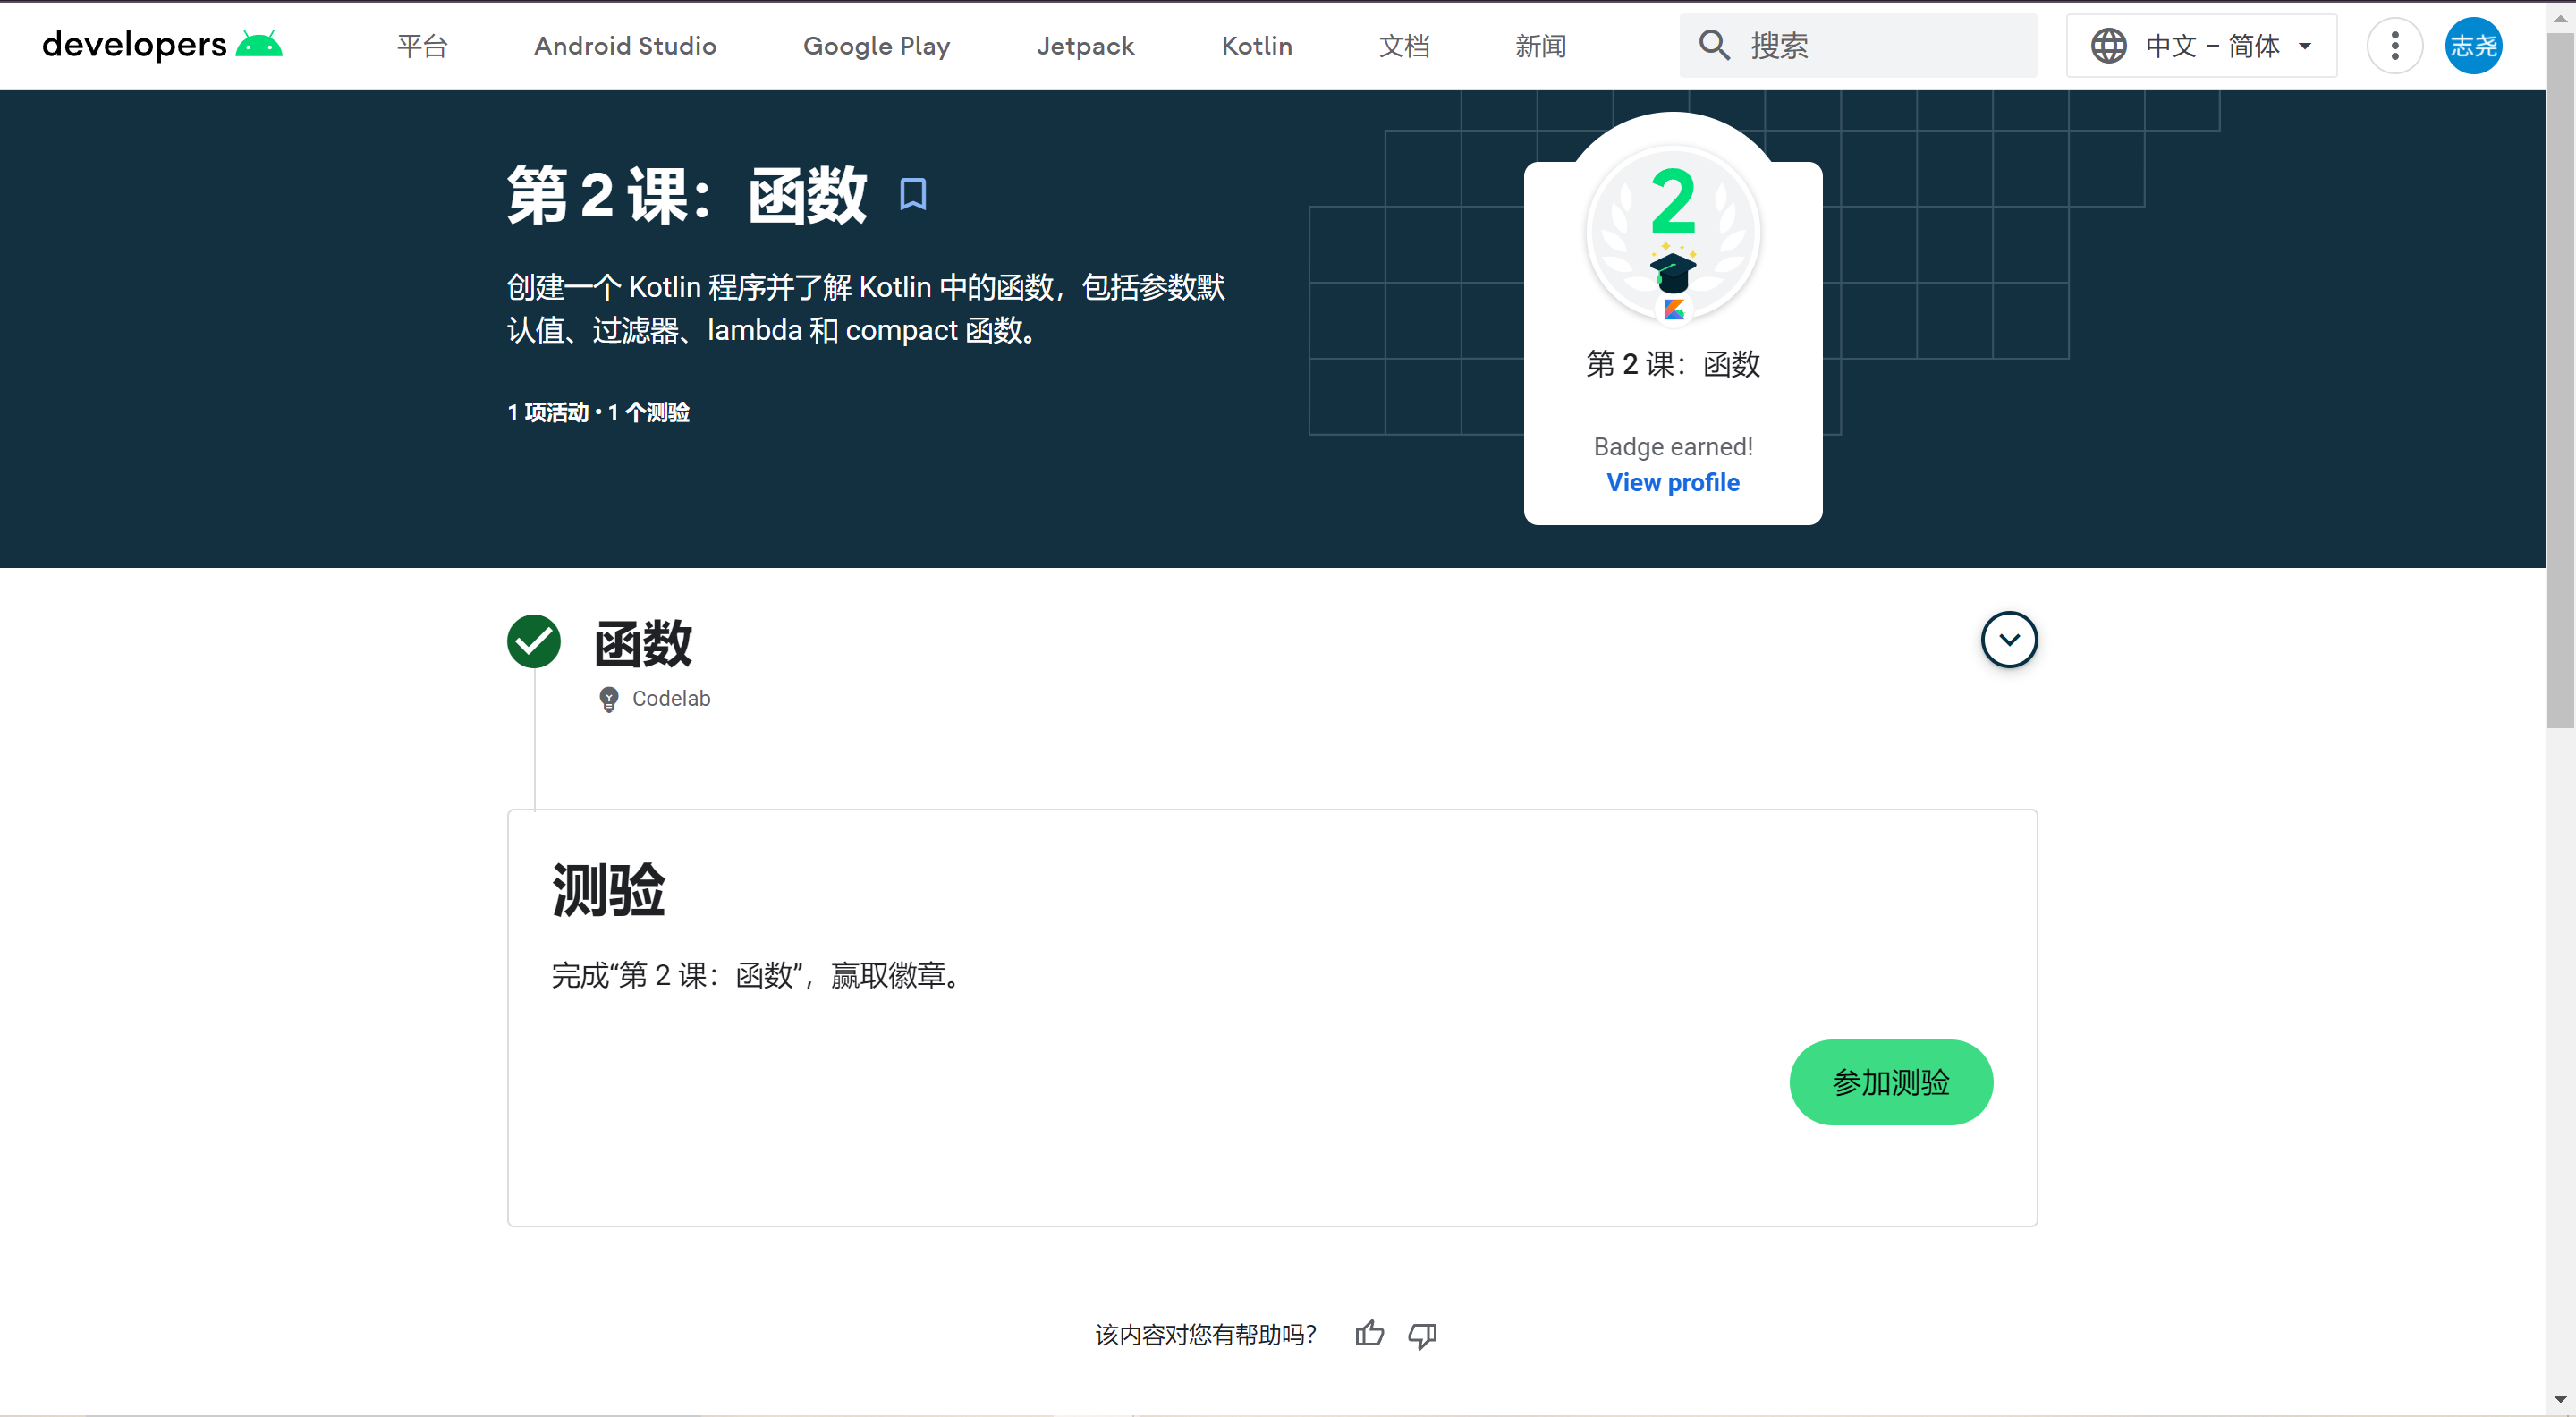 developers
平台
Android Studio
Google Play
Jetpack
Kotlin
文档
新闻
搜索
中文 – 简体
志尧
第 2 课：函数
创建一个 Kotlin 程序并了解 Kotlin 中的函数，包括参数默
认值、过滤器、lambda 和 compact 函数。
1 项活动 • 1 个测验
2
第 2 课：函数
Badge earned!
View profile
函数
Codelab
测验
完成“第 2 课：函数”，赢取徽章。
参加测验
该内容对您有帮助吗？